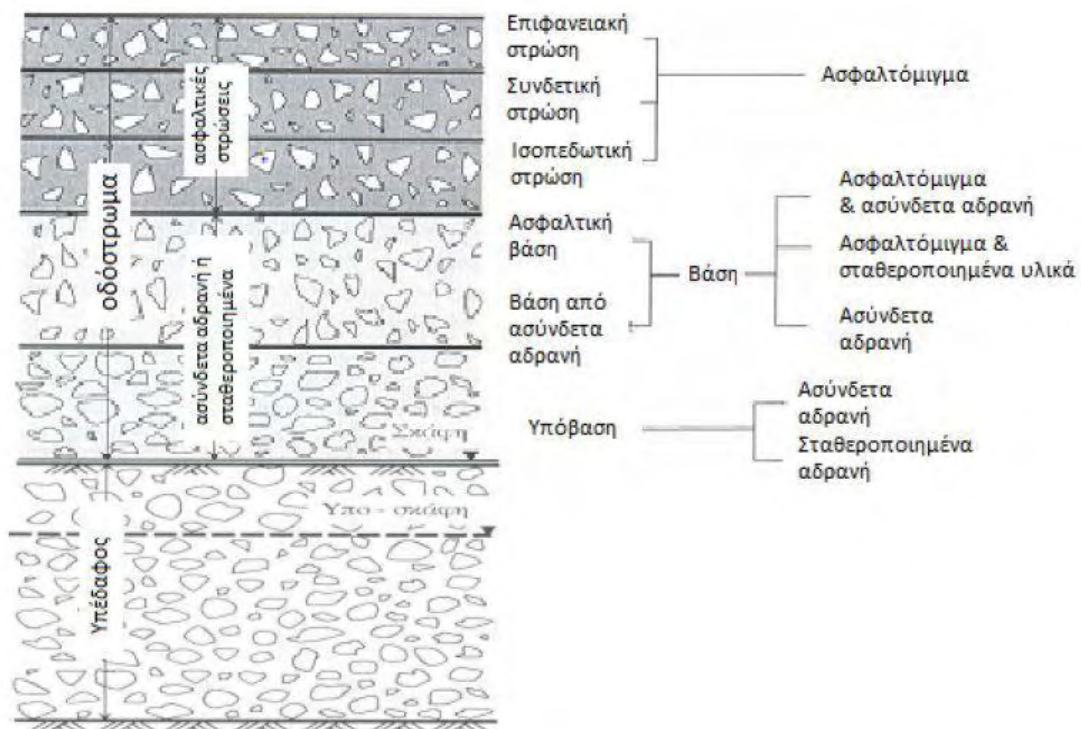 Επιφανειακή
στρώση
Συνδετική
στρώση
Ισοπεδωτική
στρώση
Ασφαλτόμιγμα
Ασφαλτική
βάση
Βάση από
ασύνδετα
αδρανή
Βάση
Ασφαλτόμιγμα
& ασύνδετα αδρανή
Ασφαλτόμιγμα &
σταθεροποιημένα υλικά
Ασύνδετα
αδρανή
Υπόβαση
Ασύνδετα
αδρανή
Σταθεροποιημένα
αδρανή
ασφαλτικές
στρώσεις
οδόστρωμα
ασύνδετα αδρανή ή
σταθεροποιημένα
Σκάφη
Υπο - σκάφη
Υπέδαφος